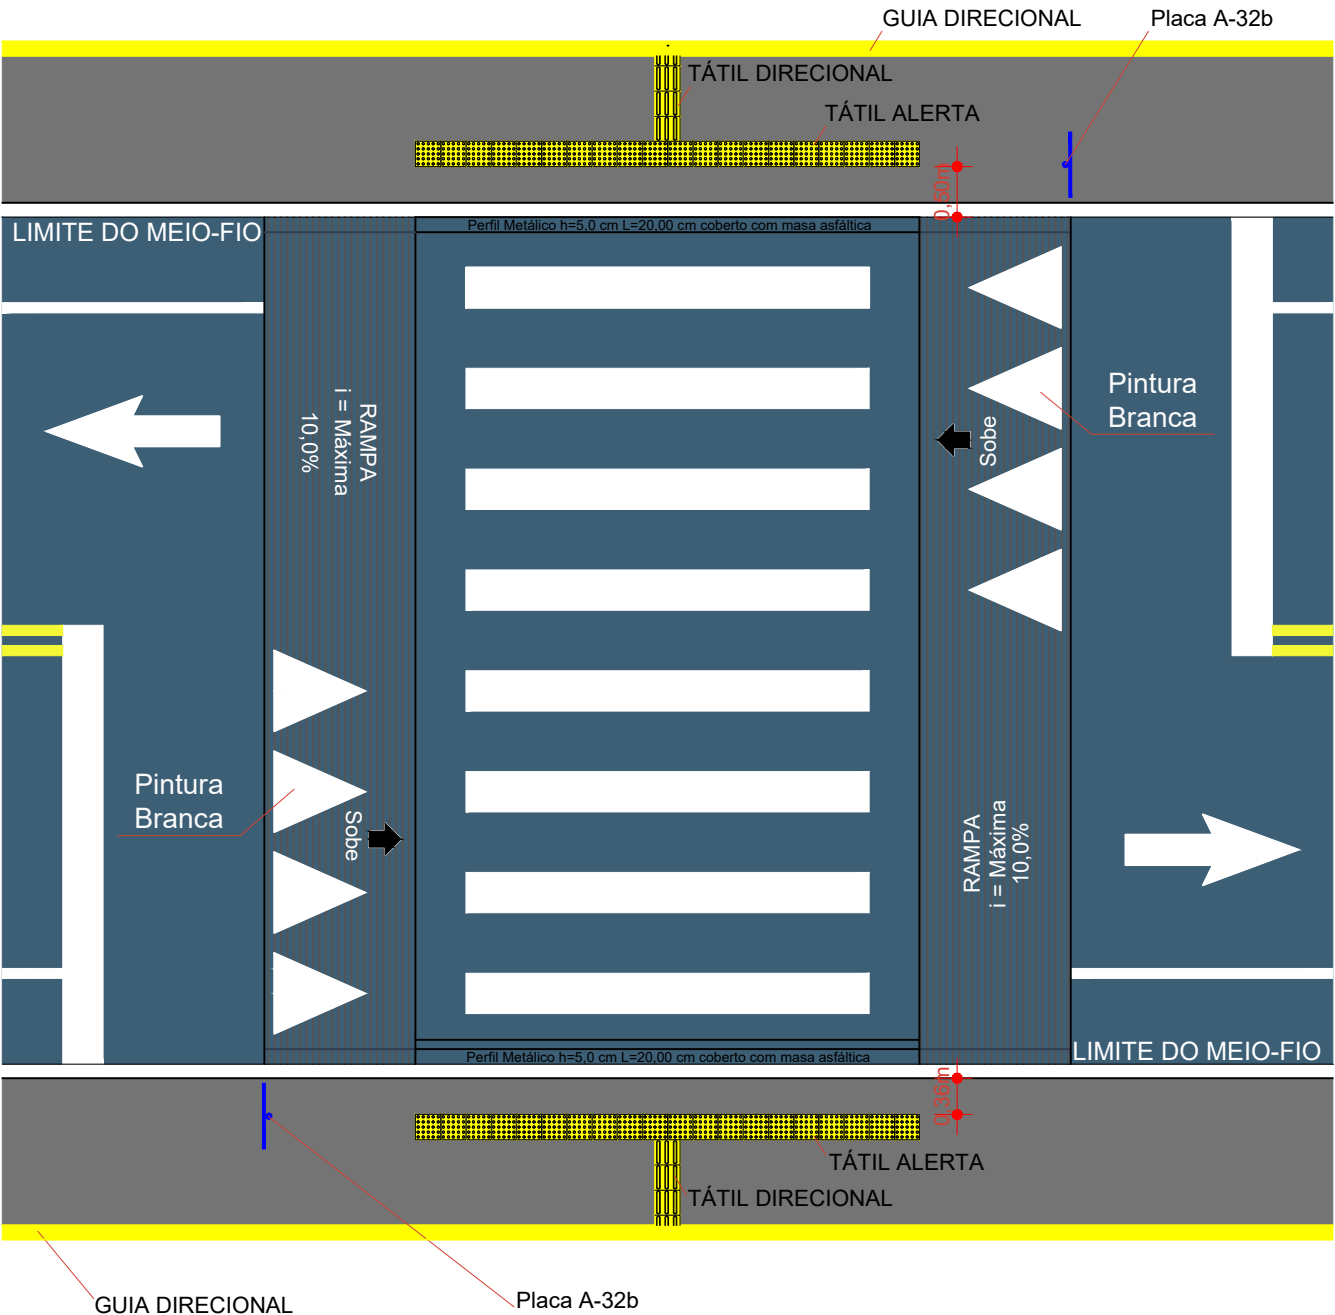 GUIA DIRECIONAL
Placa A-32b
TÁTIL DIRECIONAL
TÁTIL ALERTA
0,50m
LIMITE DO MEIO-FIO
Perfil Metálico h=5,0 cm L=20,00 cm coberto com masa asfáltica
RAMPA
i = Máxima
10,0%
Sobe
Pintura
Branca
Pintura
Branca
Sobe
RAMPA
i = Máxima
10,0%
Perfil Metálico h=5,0 cm L=20,00 cm coberto com masa asfáltica
LIMITE DO MEIO-FIO
0,36m
TÁTIL ALERTA
TÁTIL DIRECIONAL
GUIA DIRECIONAL
Placa A-32b